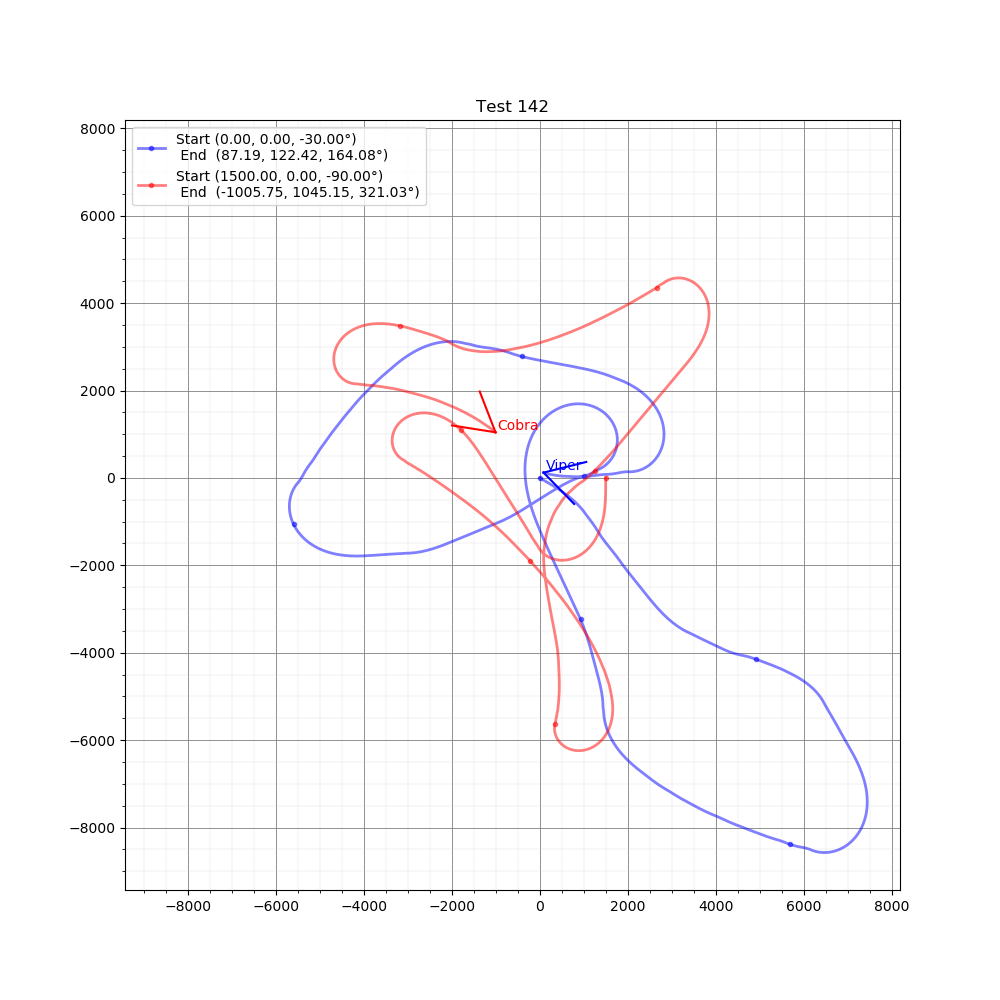 Test 142
Start (0.00, 0.00, -30.00°)
End (87.19, 122.42, 164.08°)
Start (1500.00, 0.00, -90.00°)
End (-1005.75, 1045.15, 321.03°)
8000
6000
4000
2000
0
−2000
−4000
−6000
−8000
Cobra
Viper
−8000 −6000 −4000 −2000 0 2000 4000 6000 8000